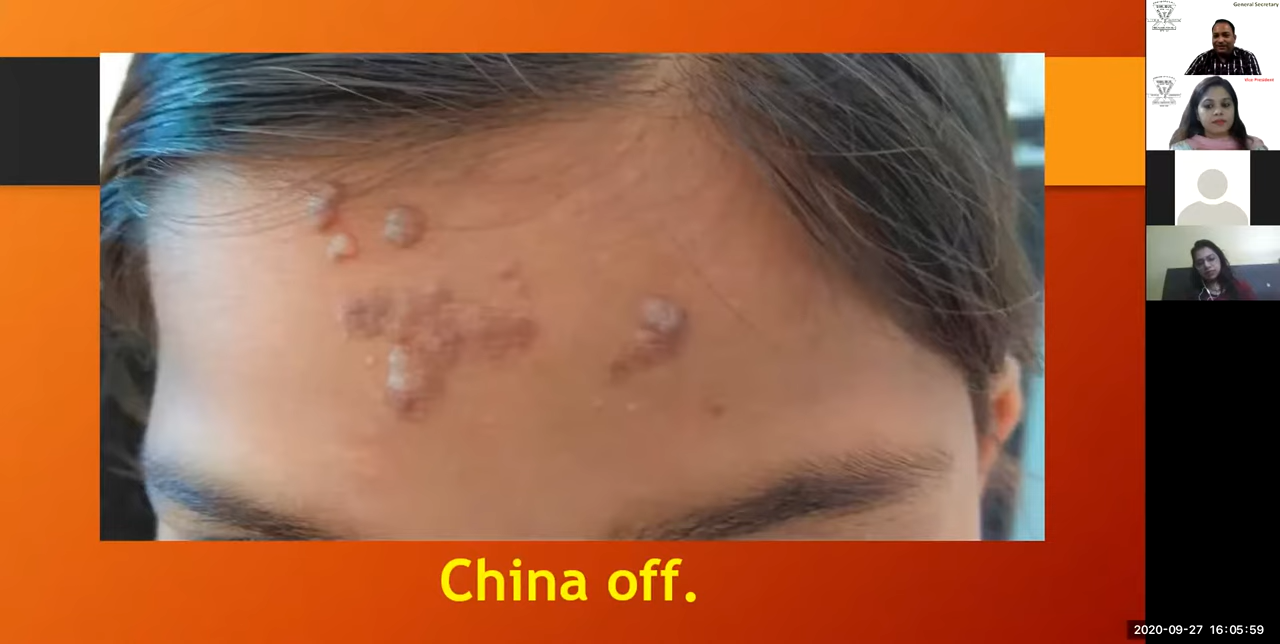 General Secretary
Vice President
China off.
2020-09-27 16:05:59